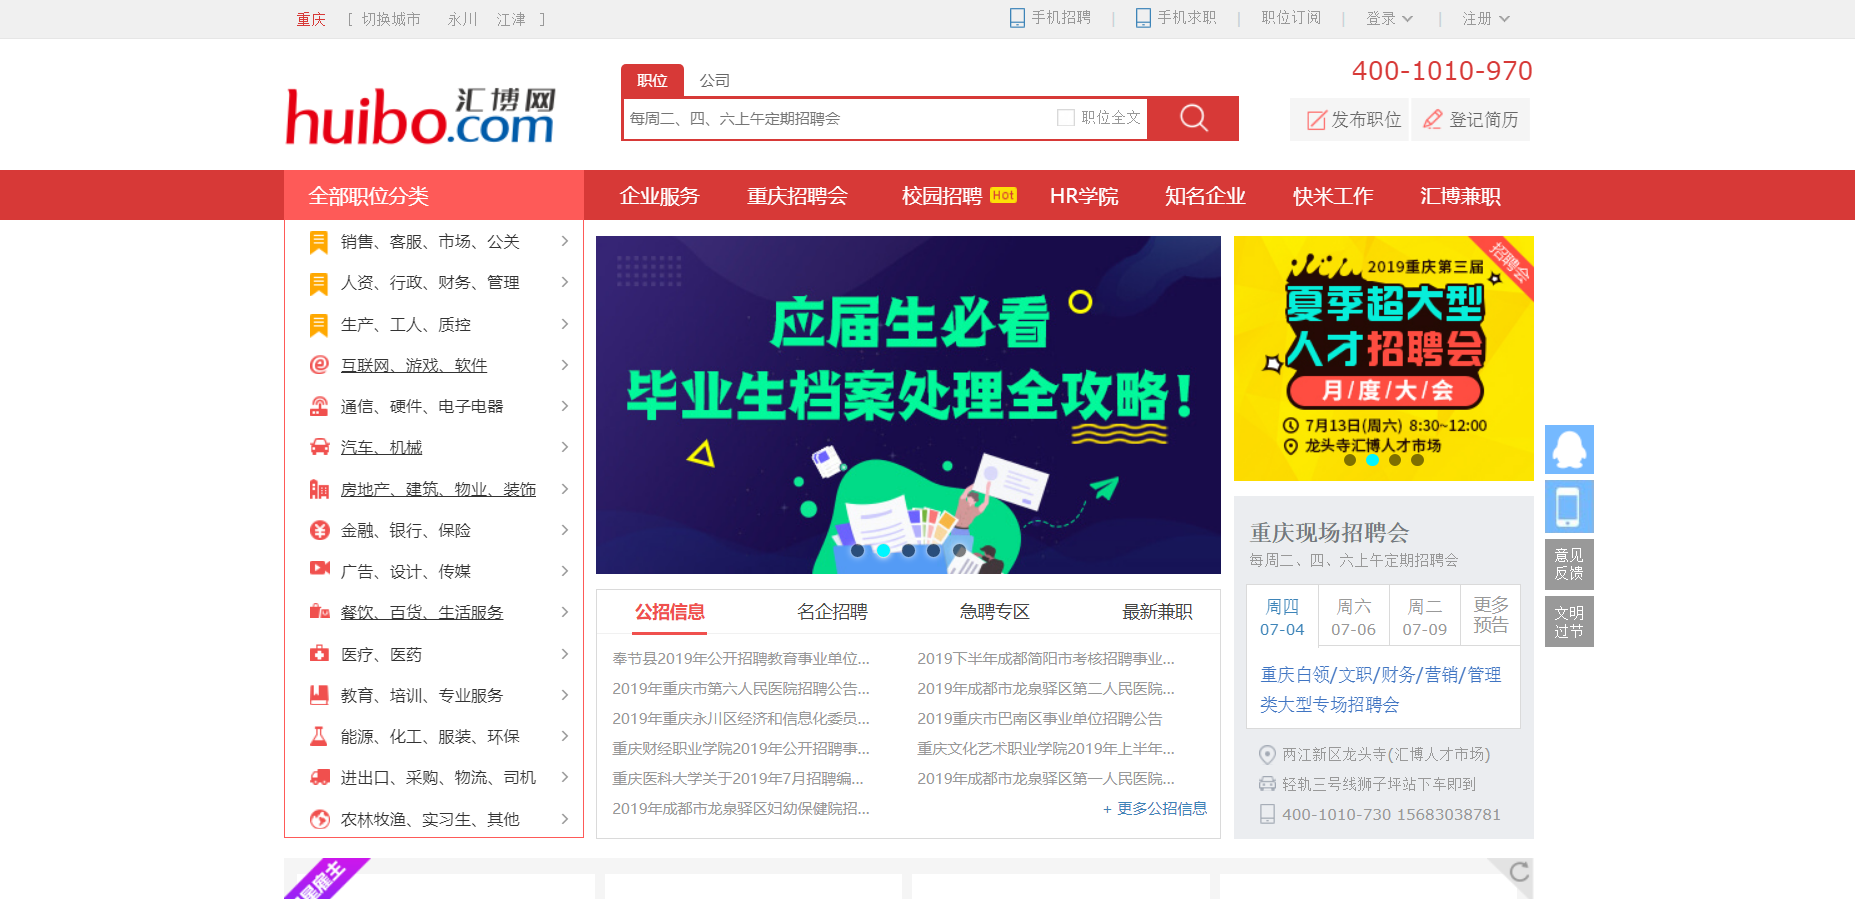 重庆 [ 切换城市 永川 江津 ]
手机招聘 | 手机求职 | 职位订阅 | 登录 | 注册
huibo.com 汇博网
职位 公司
每周二、四、六上午定期招聘会 职位全文
400-1010-970
发布职位 登记简历
全部职位分类 企业服务 重庆招聘会 校园招聘 Hot HR学院 知名企业 快米工作 汇博兼职
销售、客服、市场、公关
人资、行政、财务、管理
生产、工人、质控
互联网、游戏、软件
通信、硬件、电子电器
汽车、机械
房地产、建筑、物业、装饰
金融、银行、保险
广告、设计、传媒
餐饮、百货、生活服务
医疗、医药
教育、培训、专业服务
能源、化工、服装、环保
进出口、采购、物流、司机
农林牧渔、实习生、其他
应届生必看
毕业生档案处理全攻略!
公招信息 名企招聘 急聘专区 最新兼职
奉节县2019年公开招聘教育事业单位... 2019下半年成都简阳市考核招聘事业...
2019年重庆市第六人民医院招聘公告... 2019年成都市龙泉驿区第二人民医院...
2019年重庆永川区经济和信息化委员... 2019重庆市巴南区事业单位招聘公告
重庆财经职业学院2019年公开招聘事... 重庆文化艺术职业学院2019年上半年...
重庆医科大学关于2019年7月招聘编... 2019年成都市龙泉驿区第一人民医院...
2019年成都市龙泉驿区妇幼保健院招... + 更多公招信息
招聘会
2019重庆第三届
夏季超大型
人才招聘会
月/度/大/会
7月13日(周六) 8:30~12:00
龙头寺汇博人才市场
重庆现场招聘会
每周二、四、六上午定期招聘会
周四 周六 周二 更多
07-04 07-06 07-09 预告
重庆白领/文职/财务/营销/管理
类大型专场招聘会
两江新区龙头寺(汇博人才市场)
轻轨三号线狮子坪站下车即到
400-1010-730 15683038781
意见
反馈
文明
过节
星雇主